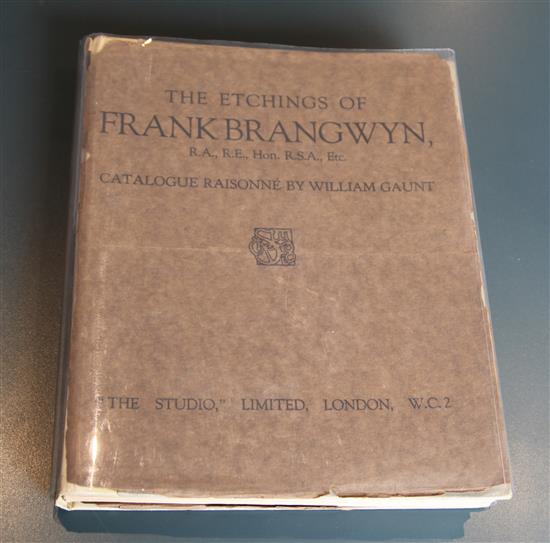 THE ETCHINGS OF
FRANK BRANGWYN,
R.A., R.E., Hon. R.S.A., Etc.
CATALOGUE RAISONNÉ BY WILLIAM GAUNT
"THE STUDIO," LIMITED, LONDON, W.C.2